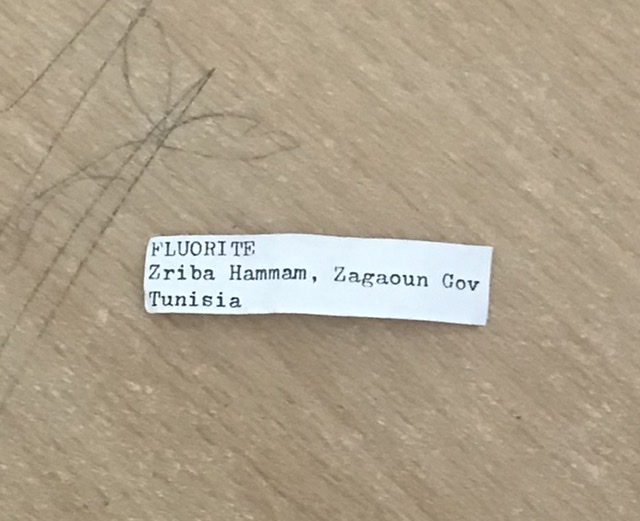 FLUORITE
Zriba Hammam, Zagaoun Gov
Tunisia